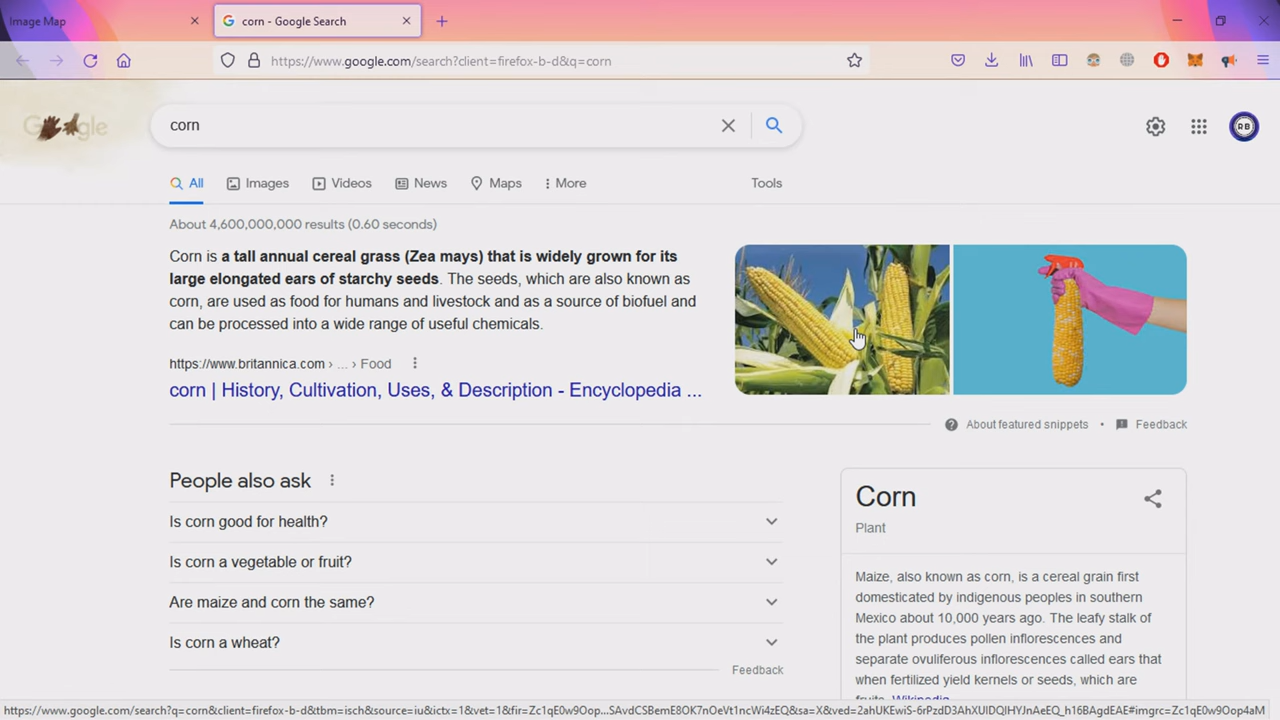 Image Map
corn - Google Search
https://www.google.com/search?client=firefox-b-d&q=corn
Google
corn
RB
All
Images
Videos
News
Maps
More
Tools
About 4,600,000,000 results (0.60 seconds)
Corn is a tall annual cereal grass (Zea mays) that is widely grown for its
large elongated ears of starchy seeds. The seeds, which are also known as
corn, are used as food for humans and livestock and as a source of biofuel and
can be processed into a wide range of useful chemicals.
https://www.britannica.com › ... › Food
corn | History, Cultivation, Uses, & Description - Encyclopedia ...
About featured snippets • Feedback
People also ask
Is corn good for health?
Is corn a vegetable or fruit?
Are maize and corn the same?
Is corn a wheat?
Feedback
Corn
Plant
Maize, also known as corn, is a cereal grain first
domesticated by indigenous peoples in southern
Mexico about 10,000 years ago. The leafy stalk of
the plant produces pollen inflorescences and
separate ovuliferous inflorescences called ears that
when fertilized yield kernels or seeds, which are
fruits. Wikipedia
https://www.google.com/search?q=corn&client=firefox-b-d&tbm=isch&source=iu&ictx=1&vet=1&fir=Zc1qE0w9Oop...SAvdCSBemE8OK7nOeVt1ncWi4zEQ&sa=X&ved=2ahUKEwiS-6rPzdD3AhXUIDQIHYJnAeEQ_h16BAgdEAE#imgrc=Zc1qE0w9Oop4aM